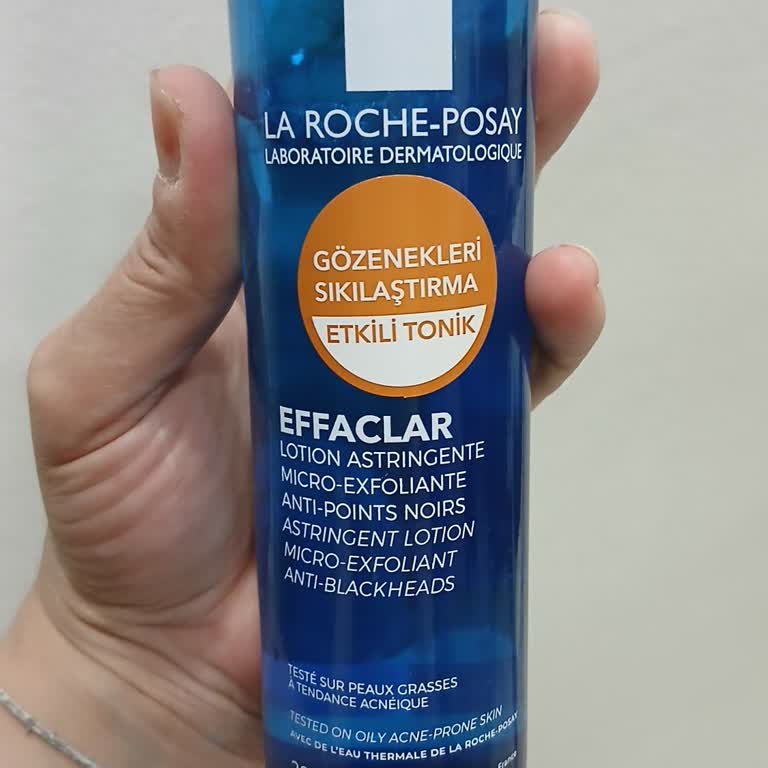 LA ROCHE-POSAY
LABORATOIRE DERMATOLOGIQUE
GÖZENEKLERİ
SIKILAŞTIRMA
ETKİLİ TONİK
EFFACLAR
LOTION ASTRINGENTE
MICRO-EXFOLIANTE
ANTI-POINTS NOIRS
ASTRINGENT LOTION
MICRO-EXFOLIANT
ANTI-BLACKHEADS
TESTÉ SUR PEAUX GRASSES
À TENDANCE ACNÉIQUE
TESTED ON OILY ACNE-PRONE SKIN
AVEC DE L'EAU THERMALE DE LA ROCHE-POSAY
France